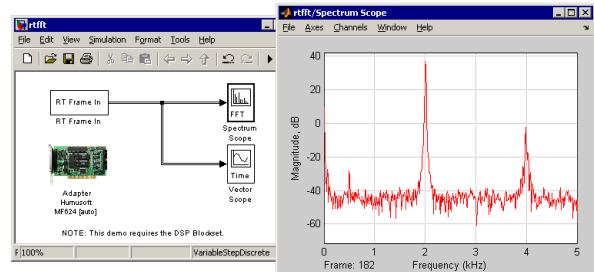 rtfft
File Edit View Simulation Format Tools Help
RT Frame In
RT Frame In
FFT
Spectrum
Scope
Time
Vector
Scope
Adapter
Humusoft
MF624 [auto]
NOTE: This demo requires the DSP Blockset.
100%
VariableStepDiscrete
rtfft/Spectrum Scope
File Axes Channels Window Help
Magnitude, dB
40
20
0
-20
-40
-60
0 1 2 3 4 5
Frame: 182 Frequency (kHz)